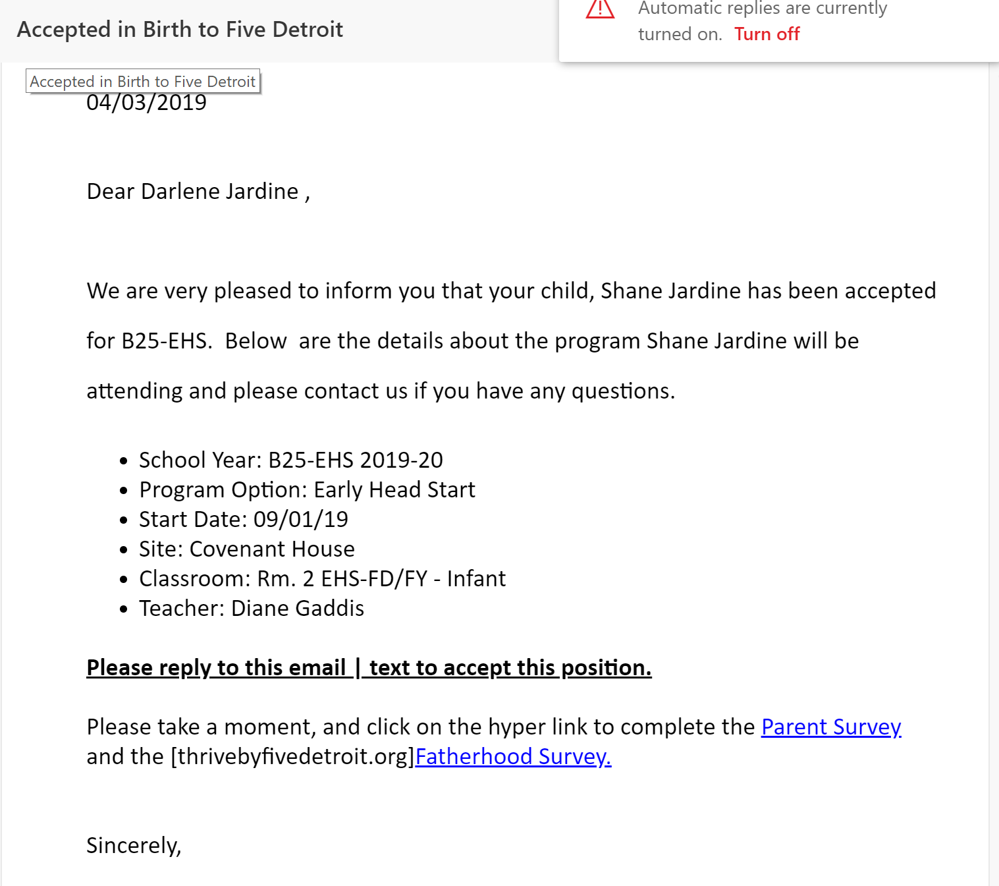 Accepted in Birth to Five Detroit
Automatic replies are currently
turned on. Turn off
Accepted in Birth to Five Detroit
04/03/2019
Dear Darlene Jardine ,
We are very pleased to inform you that your child, Shane Jardine has been accepted
for B25-EHS.  Below  are the details about the program Shane Jardine will be
attending and please contact us if you have any questions.
• School Year: B25-EHS 2019-20
• Program Option: Early Head Start
• Start Date: 09/01/19
• Site: Covenant House
• Classroom: Rm. 2 EHS-FD/FY - Infant
• Teacher: Diane Gaddis
Please reply to this email | text to accept this position.
Please take a moment, and click on the hyper link to complete the Parent Survey
and the [thrivebyfivedetroit.org]Fatherhood Survey.
Sincerely,